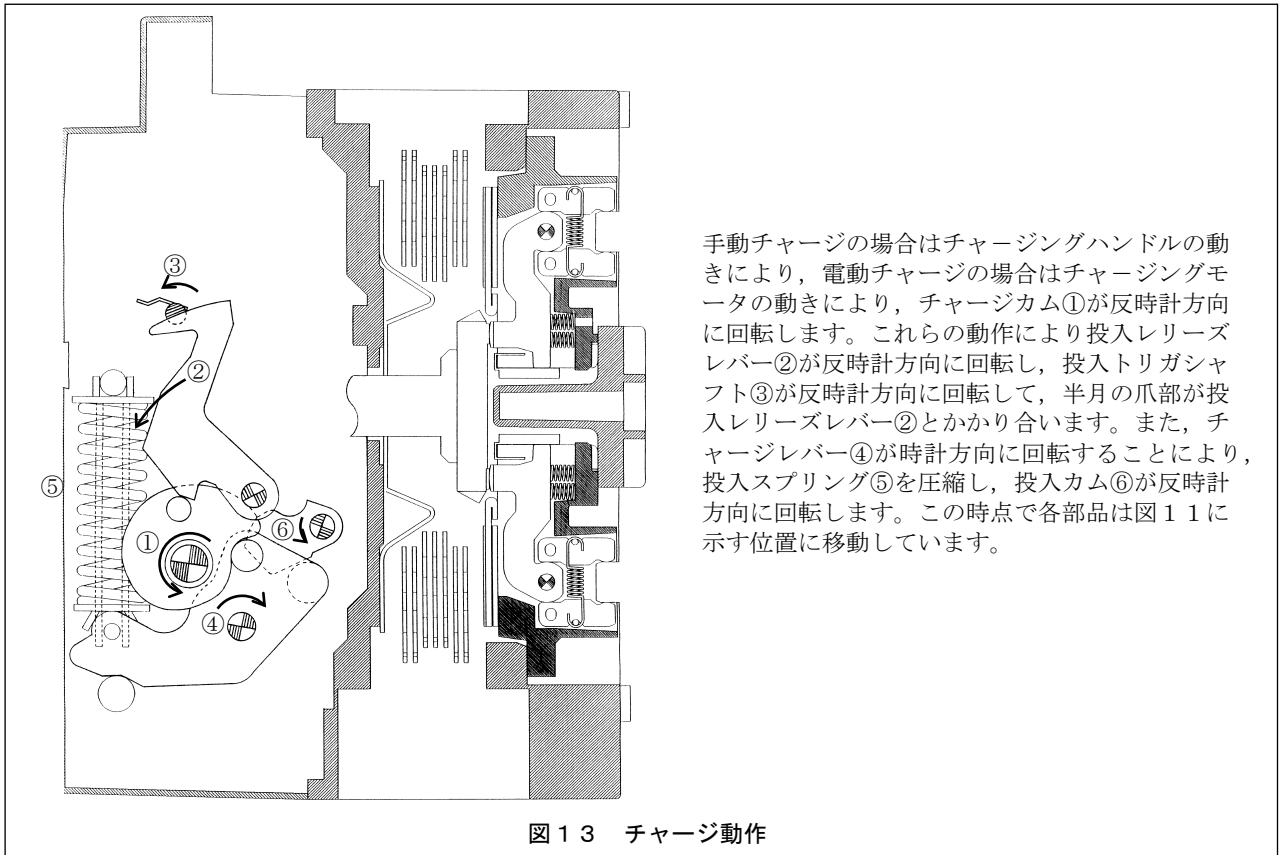 ③
②
⑤
⑥
①
④
手動チャージの場合はチャージングハンドルの動
きにより，電動チャージの場合はチャージングモ
ータの動きにより，チャージカム①が反時計方向
に回転します。これらの動作により投入レリーズ
レバー②が反時計方向に回転し，投入トリガシャ
フト③が反時計方向に回転して，半月の爪部が投
入レリーズレバー②とかかり合います。また，チ
ャージレバー④が時計方向に回転することにより，
投入スプリング⑤を圧縮し，投入カム⑥が反時計
方向に回転します。この時点で各部品は図１１に
示す位置に移動しています。
図１３　チャージ動作